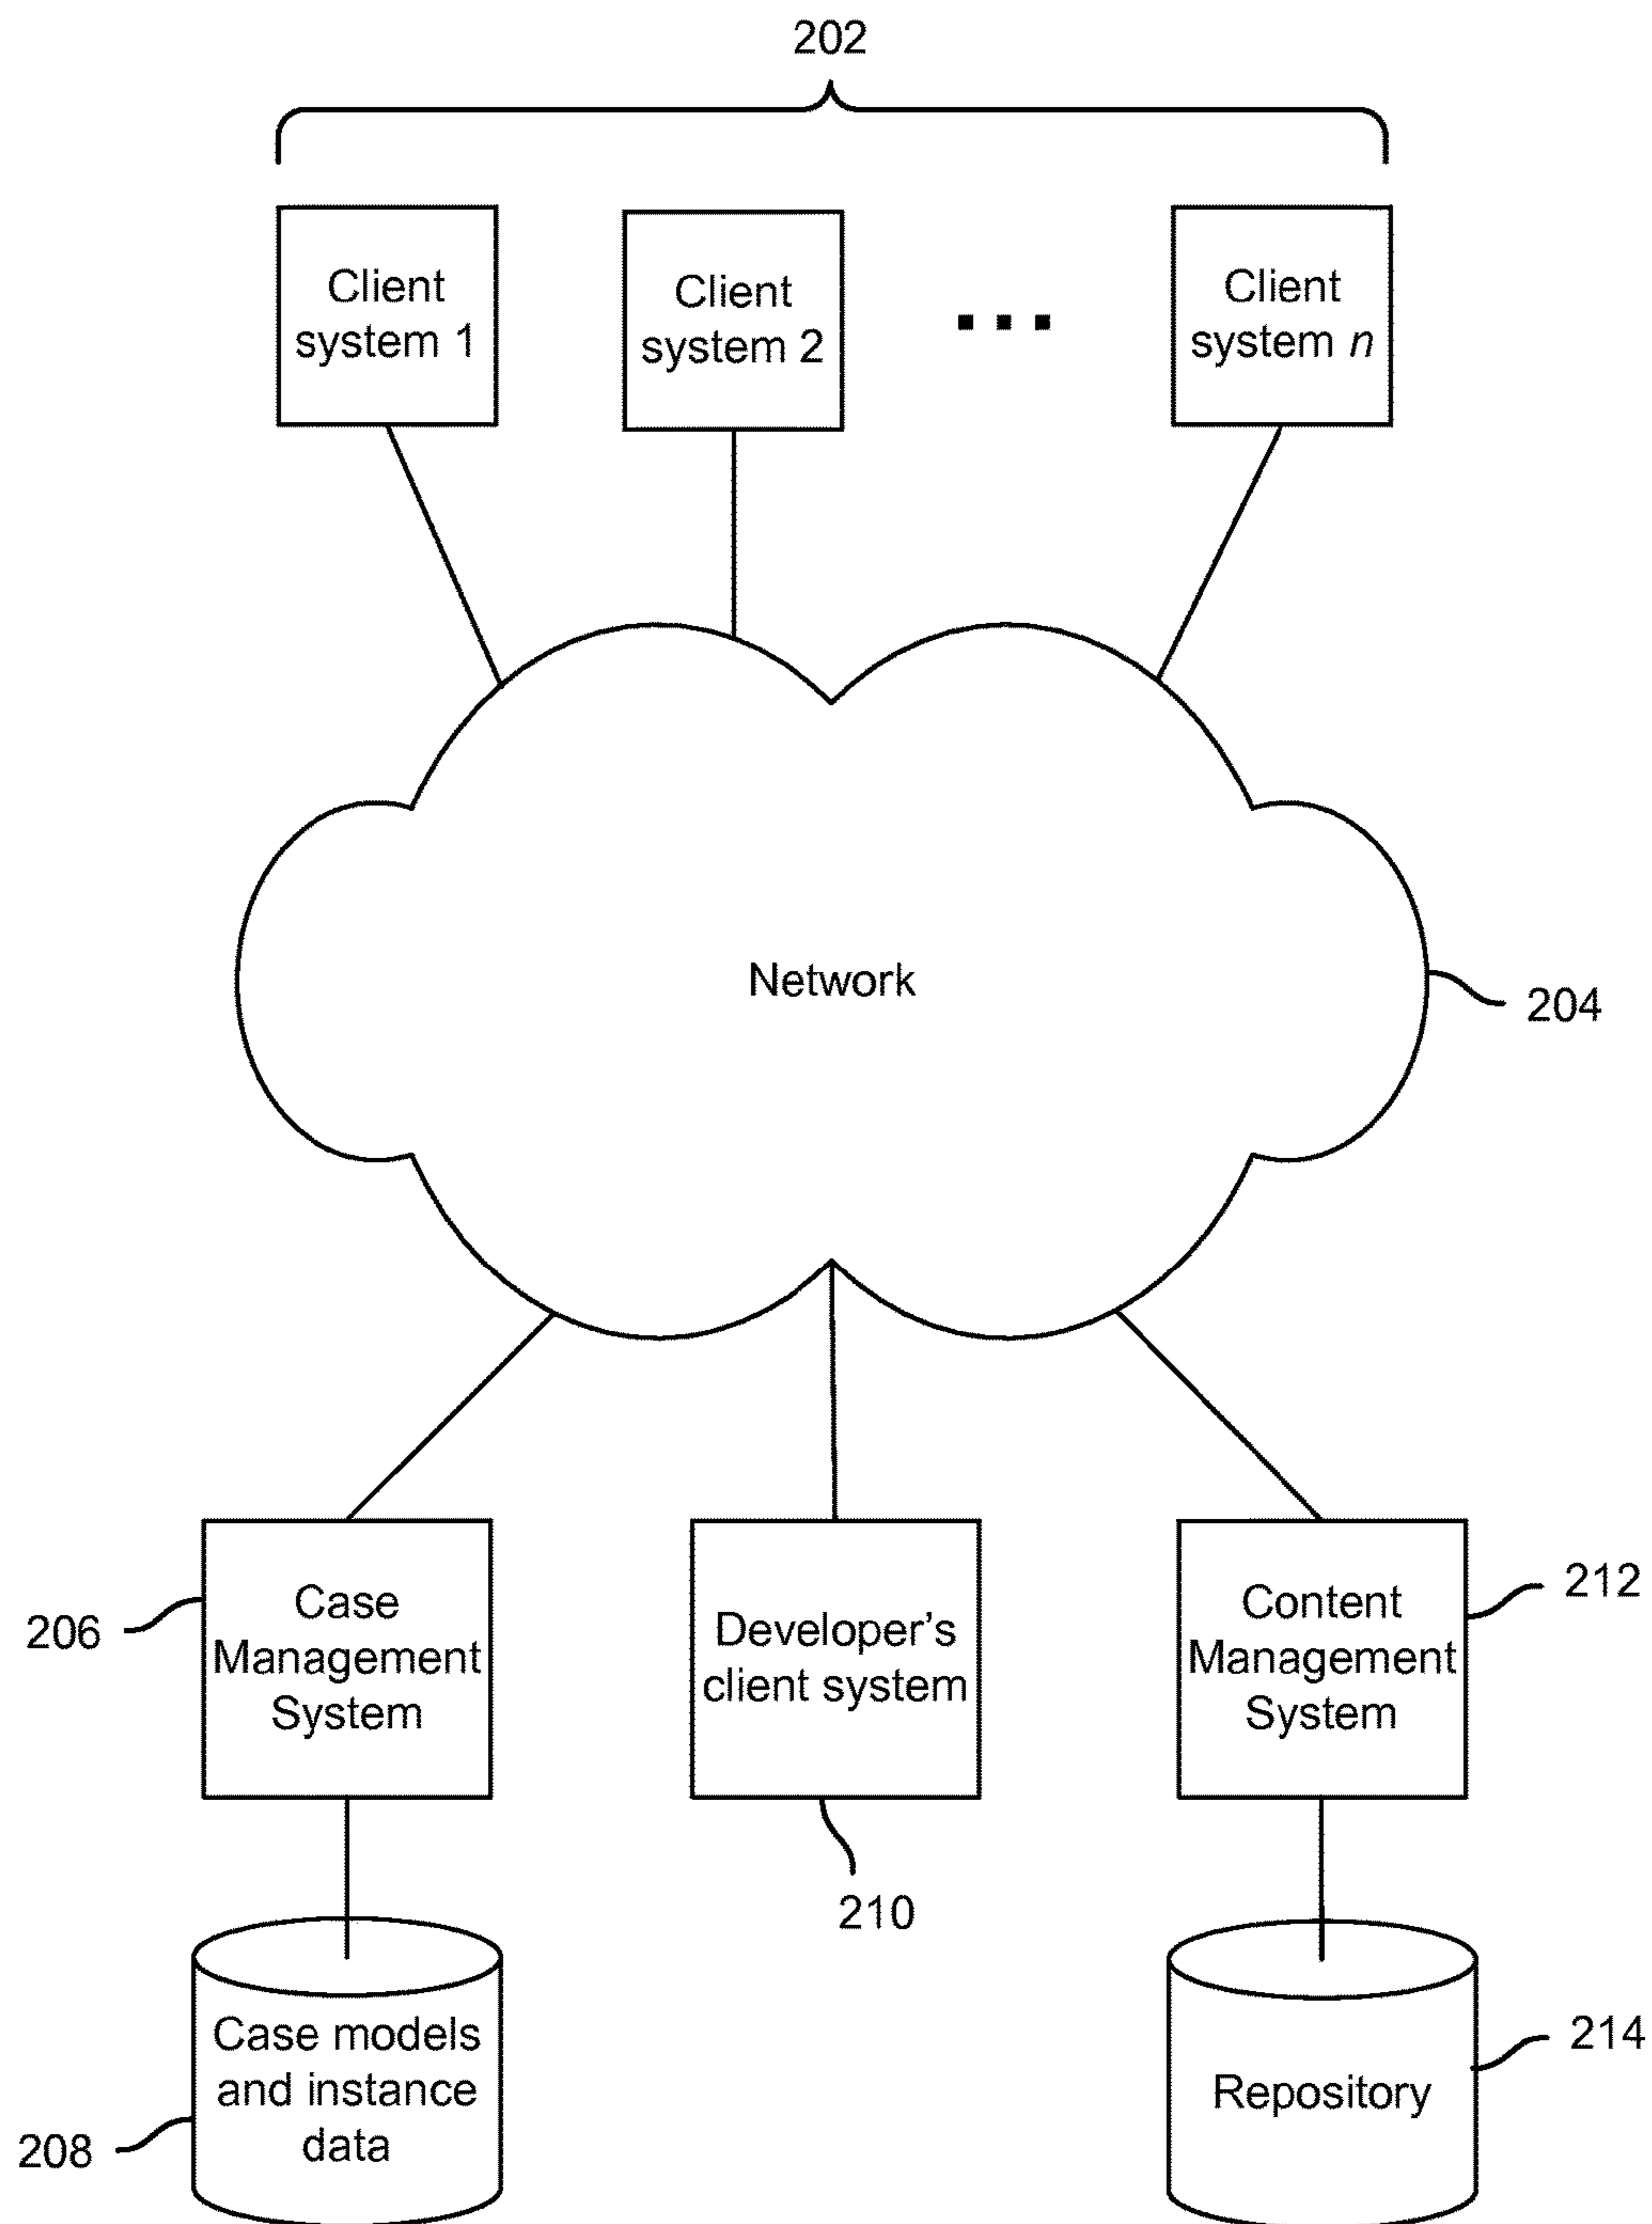 202
Client
system 1
Client
system 2
Client
system n
Network
204
206
Case
Management
System
Developer's
client system
210
212
Content
Management
System
208
Case models
and instance
data
214
Repository